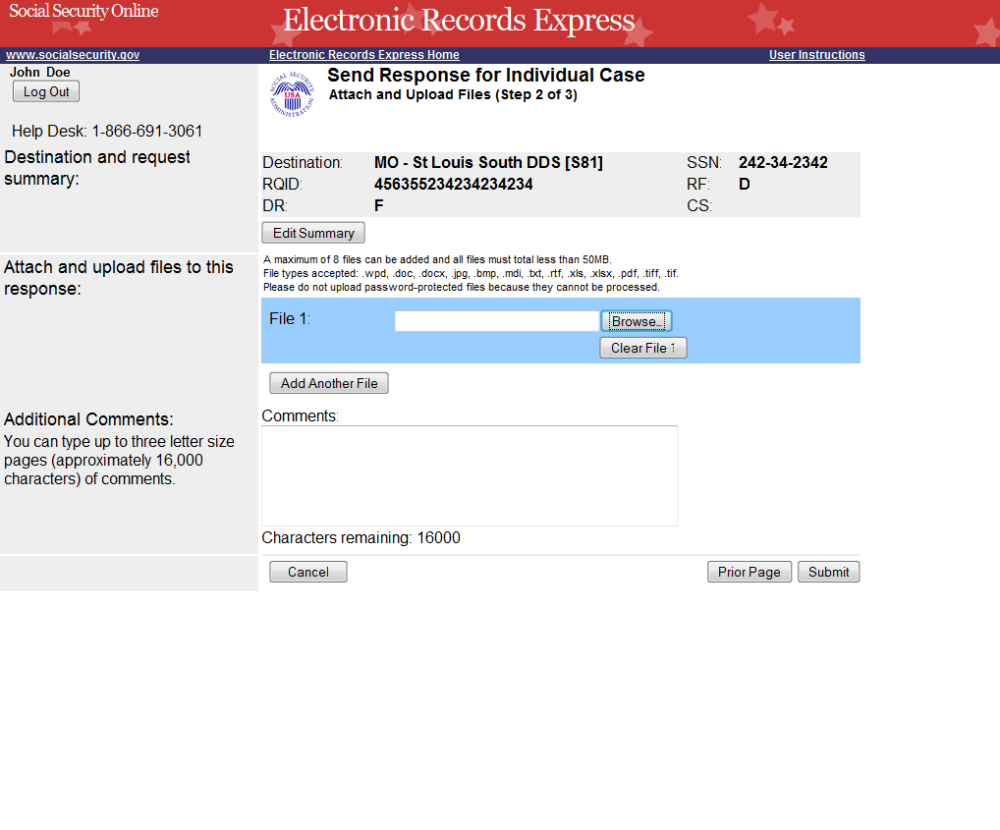 Social Security Online
Electronic Records Express
www.socialsecurity.gov
Electronic Records Express Home
User Instructions
John Doe
Log Out
Help Desk: 1-866-691-3061
SOCIAL SECURITY ADMINISTRATION
USA
Send Response for Individual Case
Attach and Upload Files (Step 2 of 3)
Destination and request
summary:
Destination: MO - St Louis South DDS [S81] SSN: 242-34-2342
RQID: 456355234234234234 RF: D
DR: F CS:
Edit Summary
Attach and upload files to this
response:
A maximum of 8 files can be added and all files must total less than 50MB.
File types accepted: .wpd, .doc, .docx, .jpg, .bmp, .mdi, .txt, .rtf, .xls, .xlsx, .pdf, .tiff, .tif.
Please do not upload password-protected files because they cannot be processed.
File 1: Browse...
Clear File 1
Add Another File
Additional Comments:
You can type up to three letter size
pages (approximately 16,000
characters) of comments.
Comments:
Characters remaining: 16000
Cancel Prior Page Submit